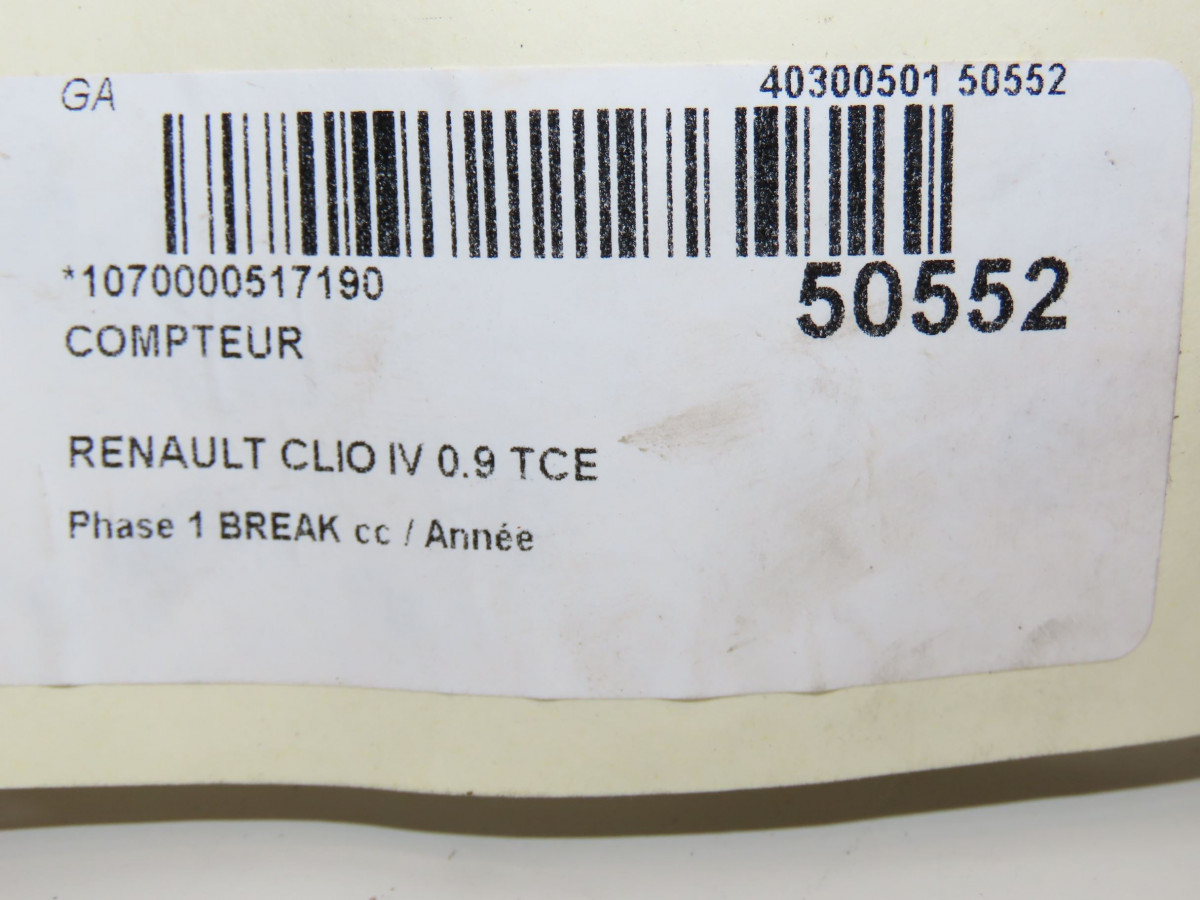 GA
40300501 50552
*1070000517190
50552
COMPTEUR
RENAULT CLIO IV 0.9 TCE
Phase 1 BREAK cc / Année